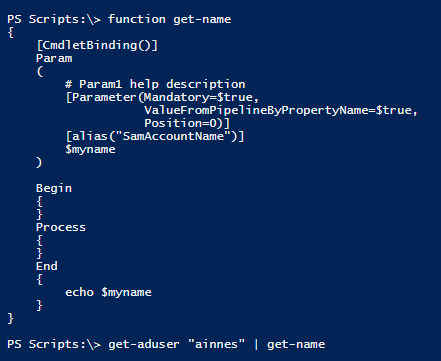 PS Scripts:\> function get-name
{
    [CmdletBinding()]
    Param
    (
        # Param1 help description
        [Parameter(Mandatory=$true,
                   ValueFromPipelineByPropertyName=$true,
                   Position=0)]
        [alias("SamAccountName")]
        $myname
    )

    Begin
    {
    }
    Process
    {
    }
    End
    {
        echo $myname
    }
}

PS Scripts:\> get-aduser "ainnes" | get-name